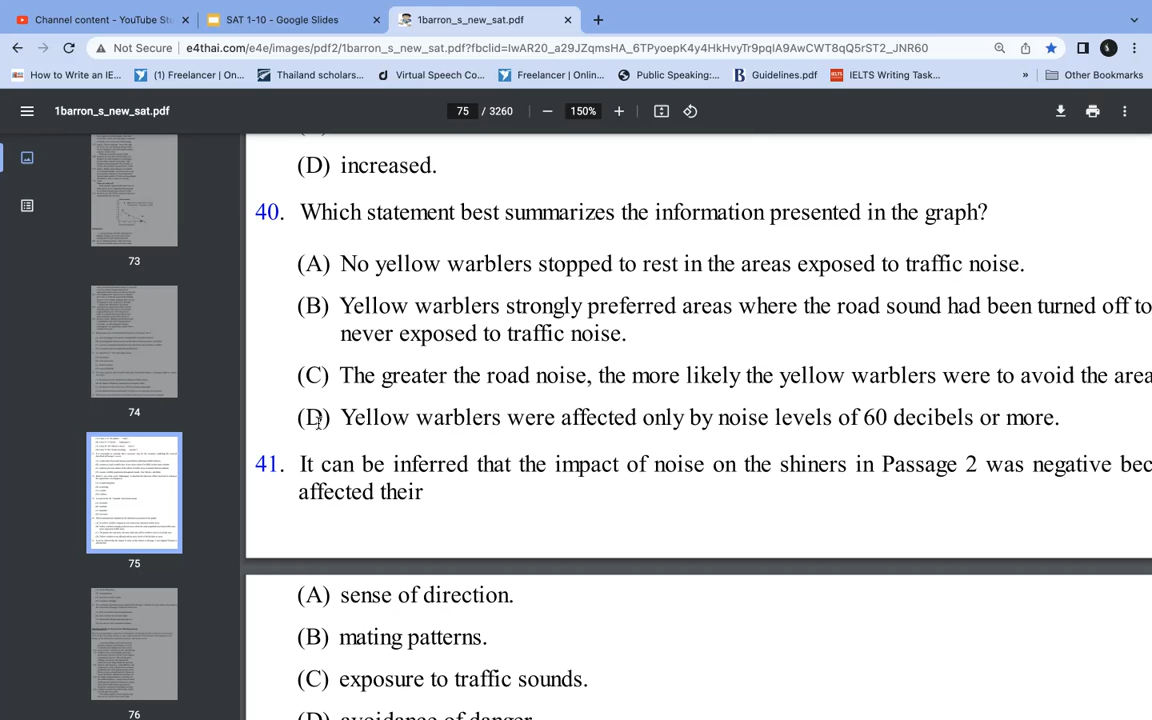 Channel content - YouTube Stu
SAT 1-10 - Google Slides
1barron_s_new_sat.pdf
Not Secure
e4thai.com/e4e/images/pdf2/1barron_s_new_sat.pdf?fbclid=IwAR20_a29JZqmsHA_6TPyoepK4y4HkHvyTr9pqIA9AwCWT8qQ5rST2_JNR60
How to Write an IE...
(1) Freelancer | On...
Thailand scholars...
Virtual Speech Co...
Freelancer | Onlin...
Public Speaking:...
Guidelines.pdf
IELTS Writing Task...
»
Other Bookmarks
1barron_s_new_sat.pdf
75 / 3260
150%
73
74
75
76
(D) increased.
40. Which statement best summarizes the information presented in the graph?
(A) No yellow warblers stopped to rest in the areas exposed to traffic noise.
(B) Yellow warblers strongly preferred areas where the road sound had been turned off to
never exposed to traffic noise.
(C) The greater the road noise, the more likely the yellow warblers were to avoid the area
(D) Yellow warblers were affected only by noise levels of 60 decibels or more.
41. It can be inferred that the impact of noise on the shiners in Passage 2 was negative bec
affected their
(A) sense of direction.
(B) mating patterns.
(C) exposure to traffic sounds.
(D) avoidance of danger.